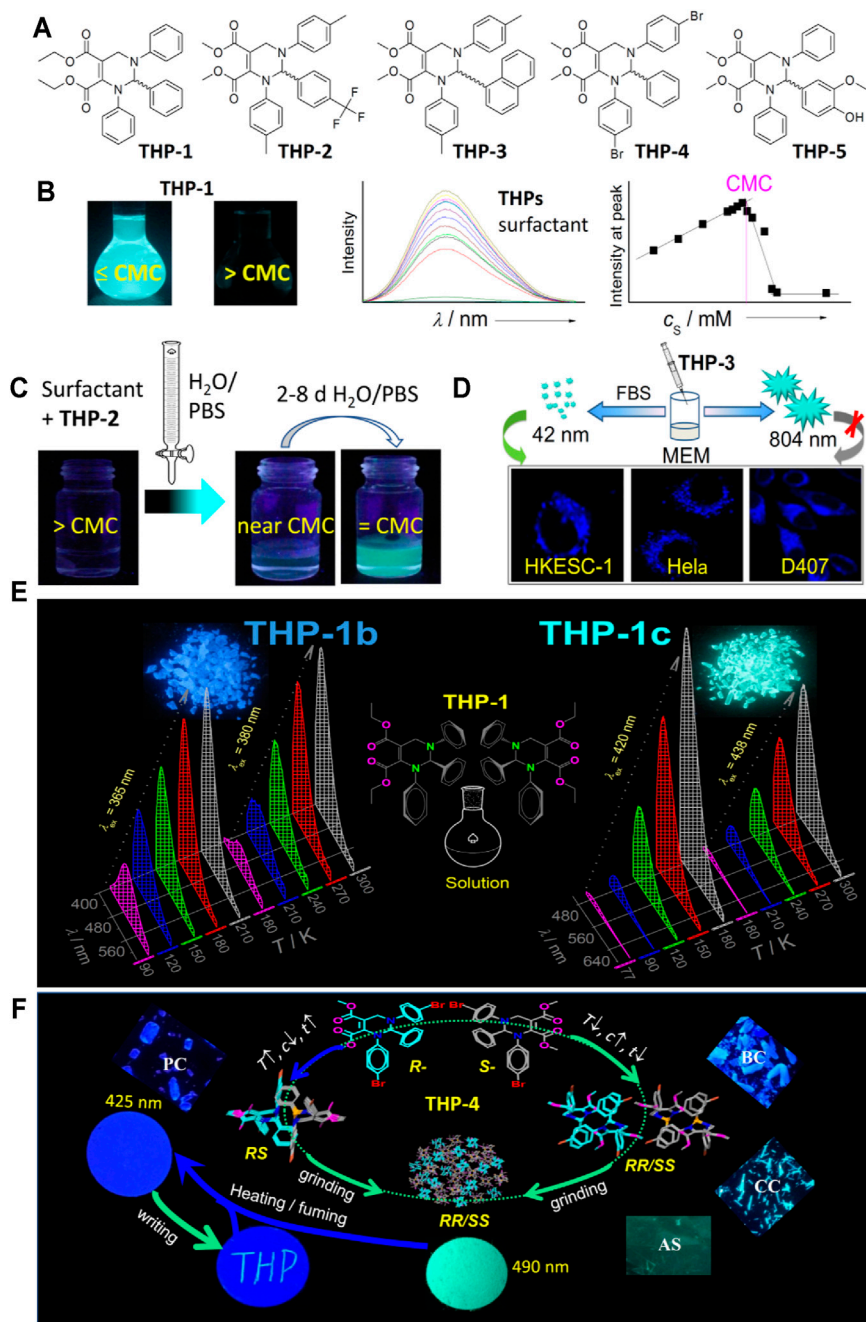 A
THP-1
THP-2
THP-3
THP-4
THP-5
B
THP-1
≤ CMC
> CMC
Intensity
λ / nm
THPs
surfactant
Intensity at peak
CMC
cS / mM
C
Surfactant
+ THP-2
H2O/
PBS
2-8 d H2O/PBS
> CMC
near CMC
= CMC
D
THP-3
FBS
42 nm
804 nm
MEM
HKESC-1
Hela
D407
E
THP-1b
THP-1c
THP-1
Solution
λex = 365 nm
λex = 380 nm
400
480
560
λ / nm
90
120
150
180
210
180
210
240
270
300
T / K
λex = 420 nm
λex = 438 nm
480
560
640
λ / nm
77
90
120
150
180
180
210
240
270
300
T / K
F
PC
425 nm
T↑, c↓, t↑
R-
S-
THP-4
T↓, c↑, t↓
BC
RS
RR/SS
CC
grinding
grinding
RR/SS
Heating / fuming
writing
THP
490 nm
AS